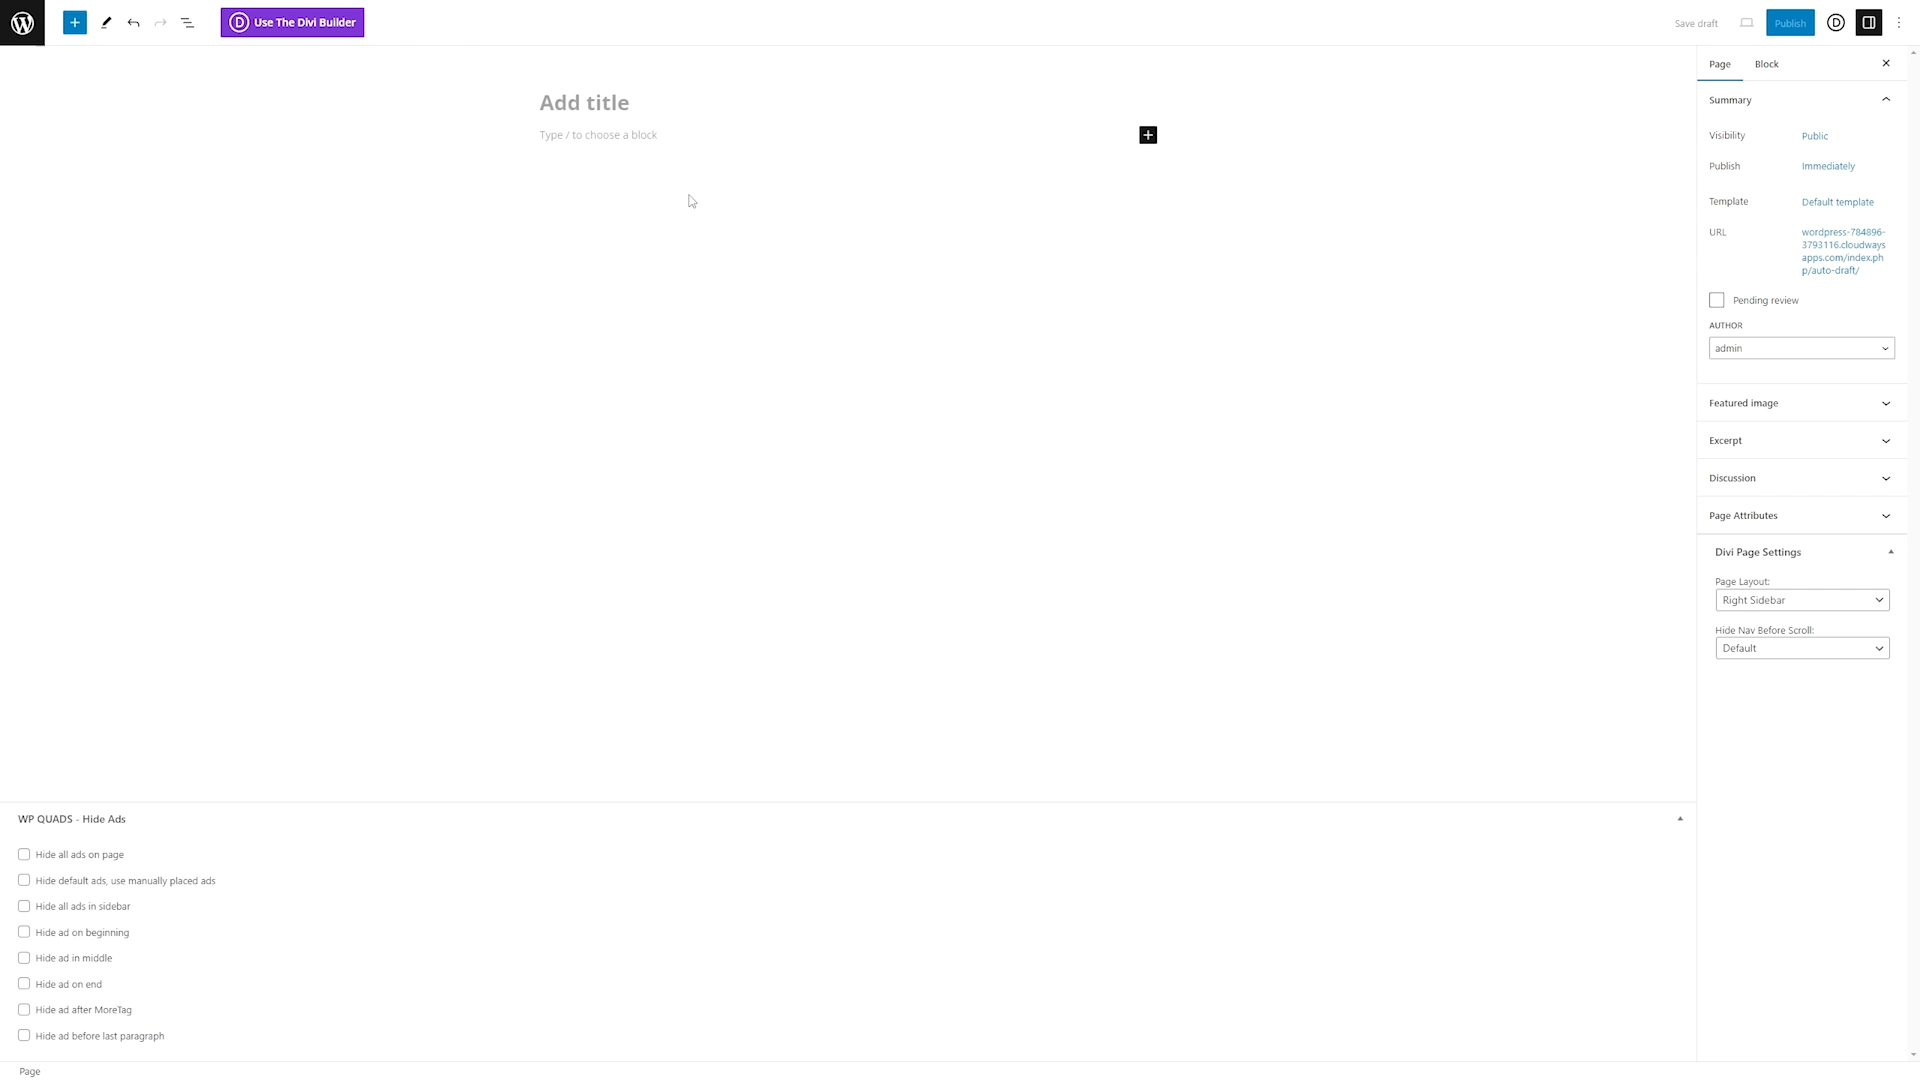 Use The Divi Builder
Save draft
Publish
Page
Block
Add title
Type / to choose a block
Summary
Visibility
Public
Publish
Immediately
Template
Default template
URL
wordpress-784896-
3793116.cloudways
apps.com/index.ph
p/auto-draft/
Pending review
AUTHOR
admin
Featured image
Excerpt
Discussion
Page Attributes
Divi Page Settings
Page Layout:
Right Sidebar
Hide Nav Before Scroll:
Default
WP QUADS - Hide Ads
Hide all ads on page
Hide default ads, use manually placed ads
Hide all ads in sidebar
Hide ad on beginning
Hide ad in middle
Hide ad on end
Hide ad after MoreTag
Hide ad before last paragraph
Page